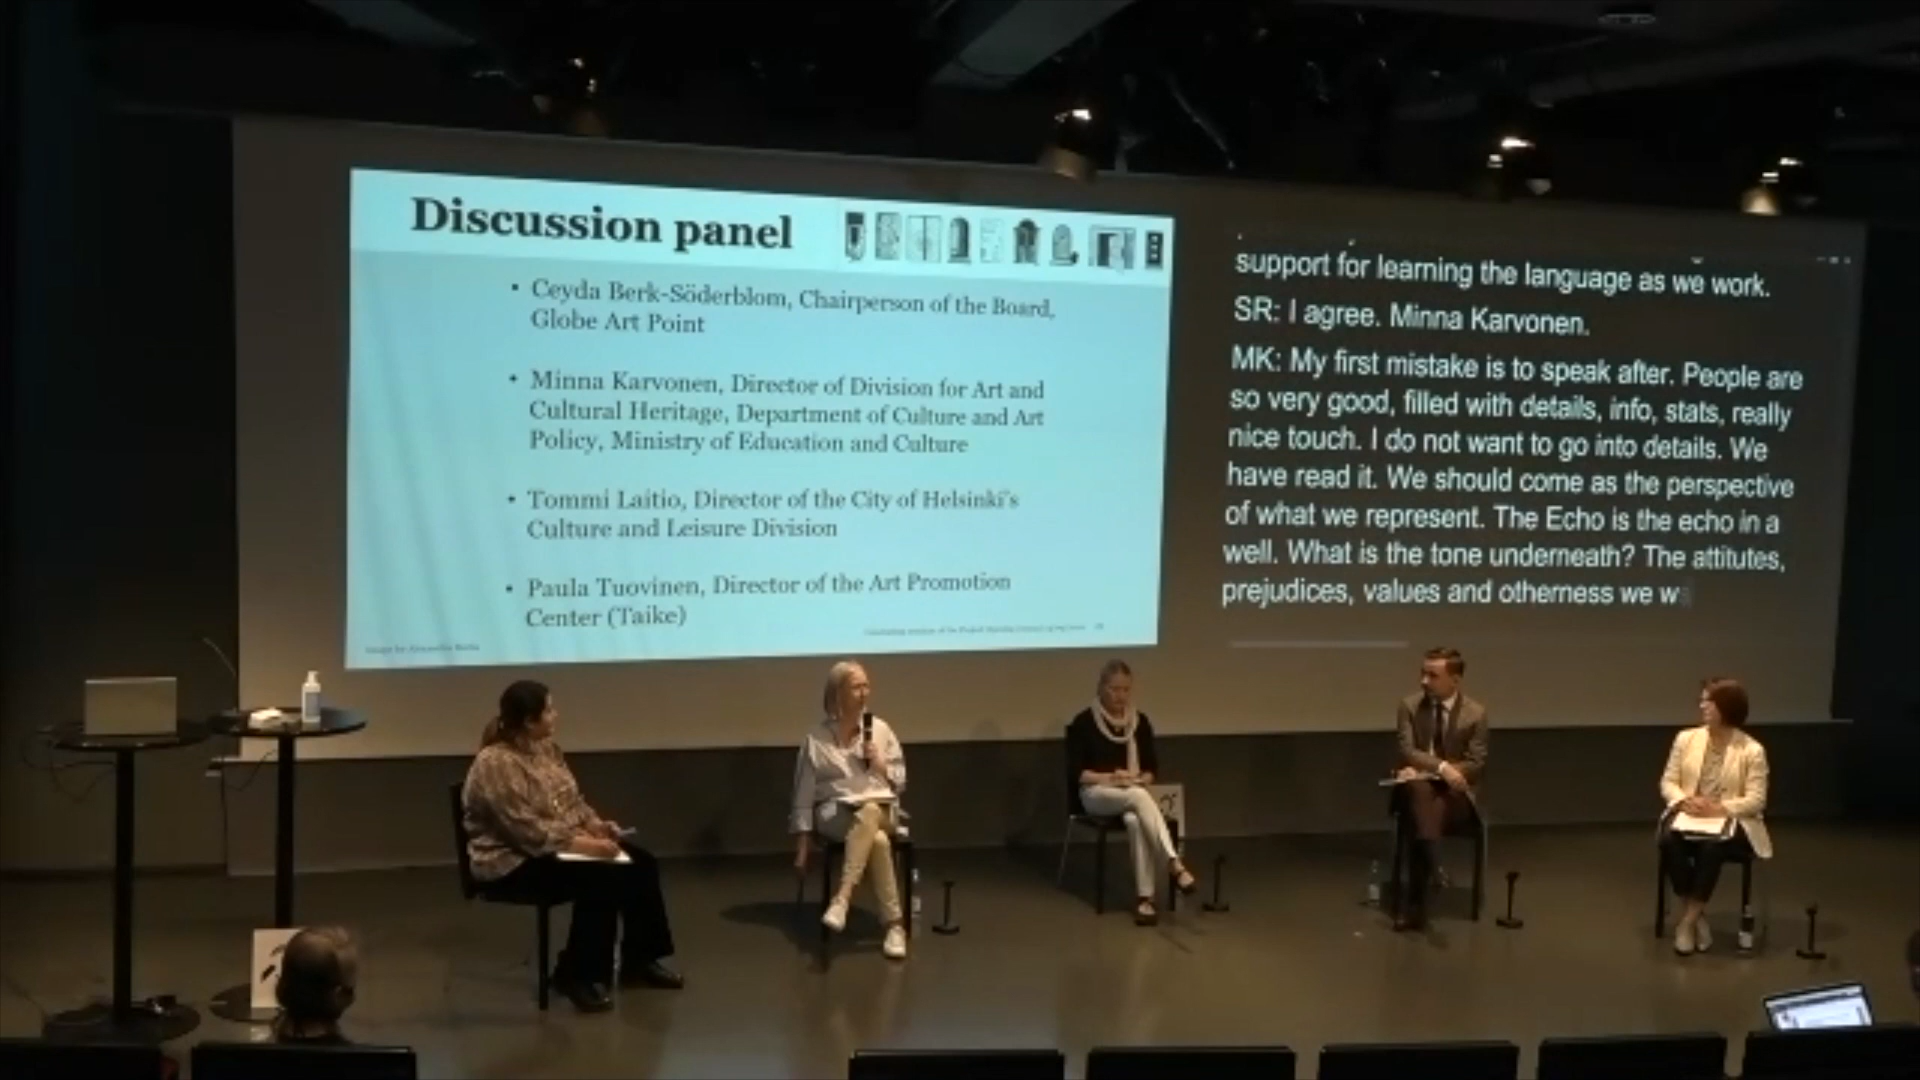 Discussion panel
• Ceyda Berk-Söderblom, Chairperson of the Board,
Globe Art Point
• Minna Karvonen, Director of Division for Art and
Cultural Heritage, Department of Culture and Art
Policy, Ministry of Education and Culture
• Tommi Laitio, Director of the City of Helsinki's
Culture and Leisure Division
• Paula Tuovinen, Director of the Art Promotion
Center (Taike)
support for learning the language as we work.
SR: I agree. Minna Karvonen.
MK: My first mistake is to speak after. People are
so very good, filled with details, info, stats, really
nice touch. I do not want to go into details. We
have read it. We should come as the perspective
of what we represent. The Echo is the echo in a
well. What is the tone underneath? The attitutes,
prejudices, values and otherness we w